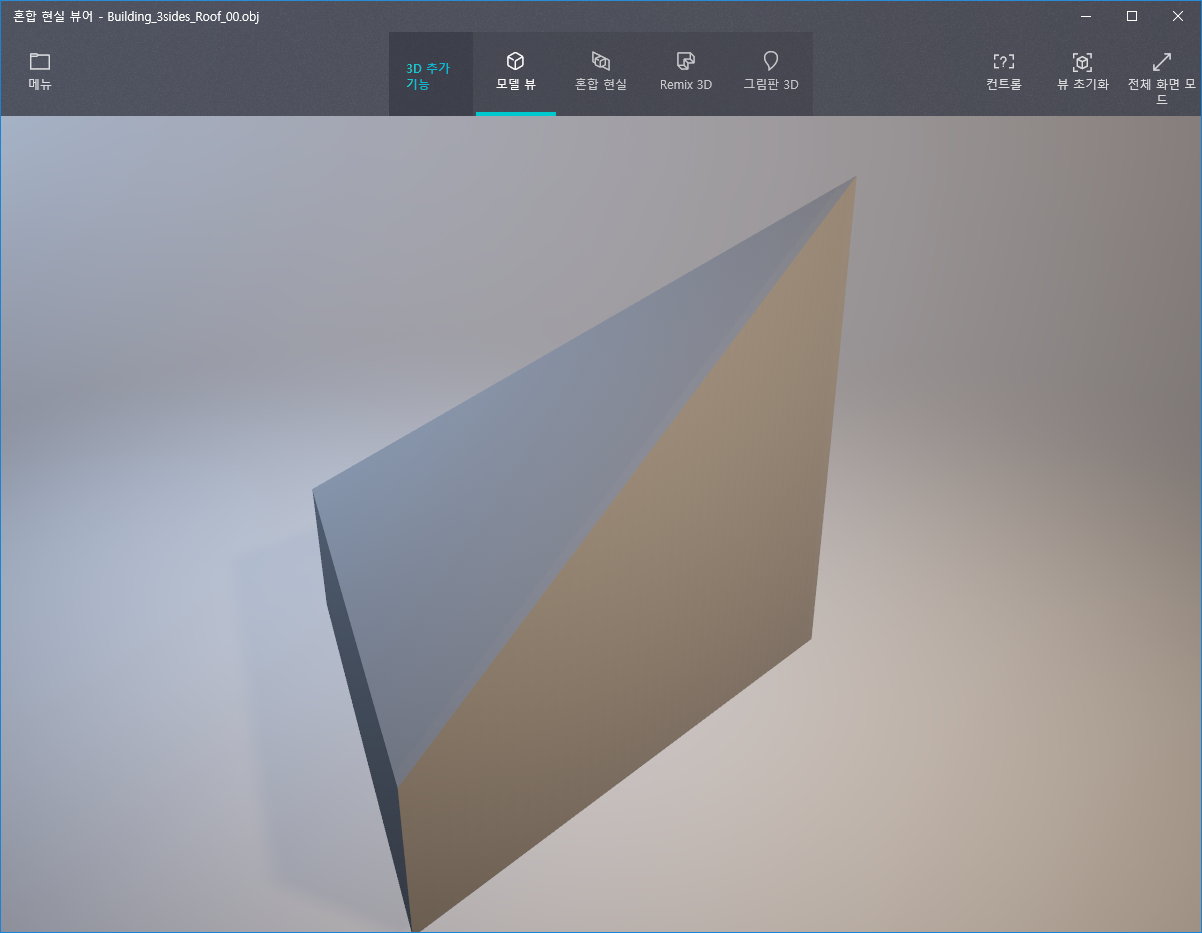 혼합 현실 뷰어 - Building_3sides_Roof_00.obj
메뉴
3D 추가
기능
모델 뷰
혼합 현실
Remix 3D
그림판 3D
컨트롤
뷰 초기화
전체 화면 모
드